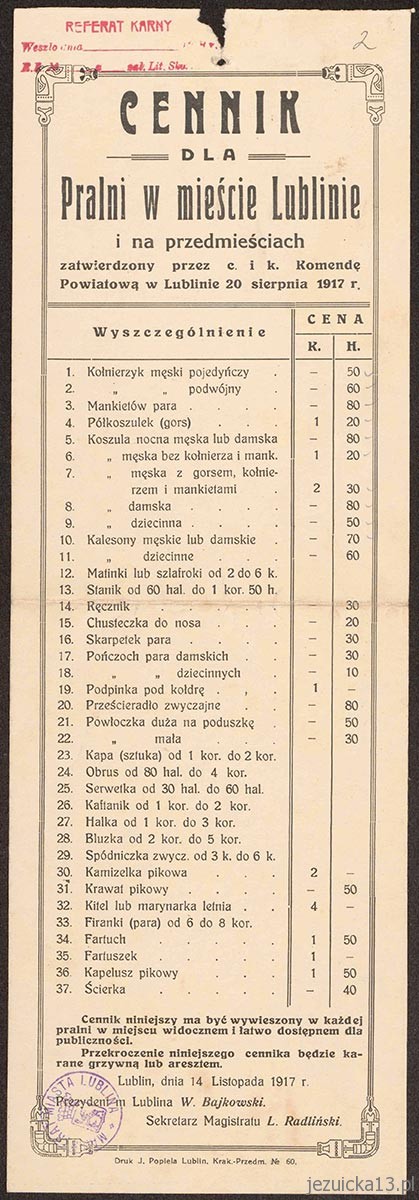 REFERAT KARNY
2
CENNIK
DLA
Pralni w mieście Lublinie
i na przedmieściach
zatwierdzony przez c. i k. Komendę
Powiatową w Lublinie 20 sierpnia 1917 r.
Wyszczególnienie CENA
K. H.
1. Kołnierzyk męski pojedyńczy . — 50
2. „ „ podwójny . — 60
3. Mankietów para . . . . — 80
4. Półkoszulek (gors) . . . 1 20
5. Koszula nocna męska lub damska — 80
6. „ męska bez kołnierza i mank. 1 20
7. „ męska z gorsem, kołnie-
rzem i mankietami . 2 30
8. „ damska . . . . — 80
9. „ dziecinna . . . . — 50
10. Kalesony męskie lub damskie . — 70
11. „ dziecinne . . . — 60
12. Matinki lub szlafroki od 2 do 6 k.
13. Stanik od 60 hal. do 1 kor. 50 h.
14. Ręcznik . . . . . — 30
15. Chusteczka do nosa . . . — 20
16. Skarpetek para . . . . — 30
17. Pończoch para damskich . . — 30
18. „ „ dziecinnych . — 10
19. Podpinka pod kołdrę . , . 1 —
20. Prześcieradło zwyczajne . . — 80
21. Powłoczka duża na poduszkę . — 50
22. „ mała . . . — 30
23. Kapa (sztuka) od 1 kor. do 2 kor.
24. Obrus od 80 hal. do 4 kor.
25. Serwetka od 30 hal. do 60 hal.
26. Kaftanik od 1 kor. do 2 kor.
27. Halka od 1 kor. do 3 kor.
28. Bluzka od 2 kor. do 5 kor.
29. Spódniczka zwycz. od 3 k. do 6 k.
30. Kamizelka pikowa . . . 2 —
31. Krawat pikowy . . . . — 50
32. Kitel lub marynarka letnia . . 4 —
33. Firanki (para) od 6 do 8 kor.
34. Fartuch . . . . 1 50
35. Fartuszek . . . . 1 —
36. Kapelusz pikowy . . . 1 50
37. Ścierka . . . . — 40
Cennik niniejszy ma być wywieszony w każdej
pralni w miejscu widocznem i łatwo dostępnem dla
publiczności.
Przekroczenie niniejszego cennika będzie ka-
rane grzywną lub aresztem.
Lublin, dnia 14 Listopada 1917 r.
Prezydent m Lublina W. Bajkowski.
Sekretarz Magistratu L. Radliński.
MIASTA LUBLINA
Druk J. Popiela Lublin, Krak.-Przedm. № 60.
jezuicka13.pl